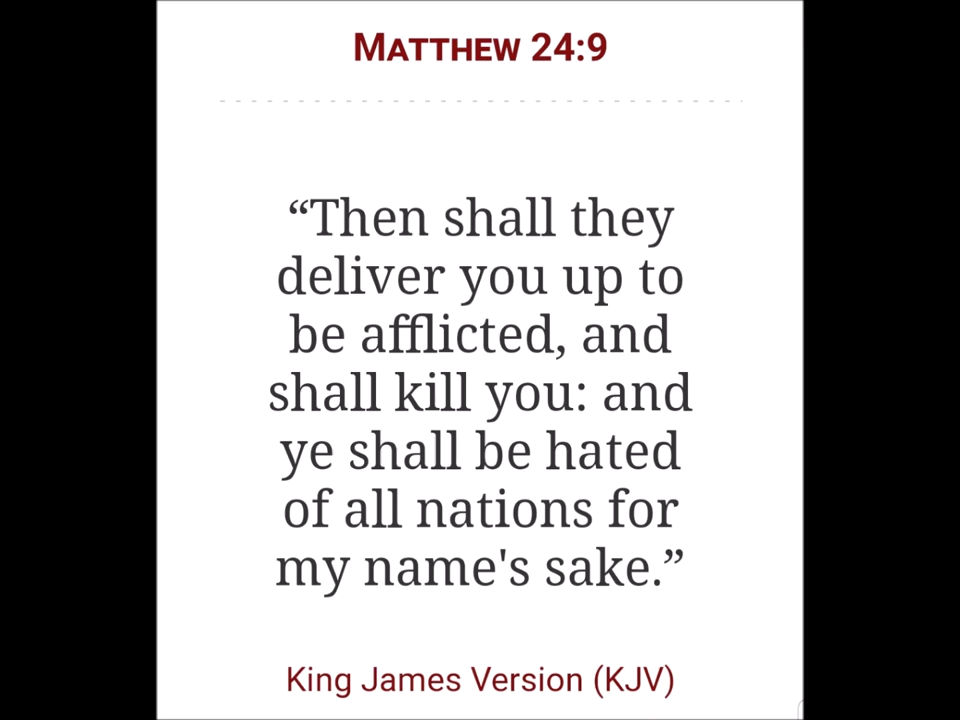 MATTHEW 24:9
“Then shall they
deliver you up to
be afflicted, and
shall kill you: and
ye shall be hated
of all nations for
my name's sake.”
King James Version (KJV)